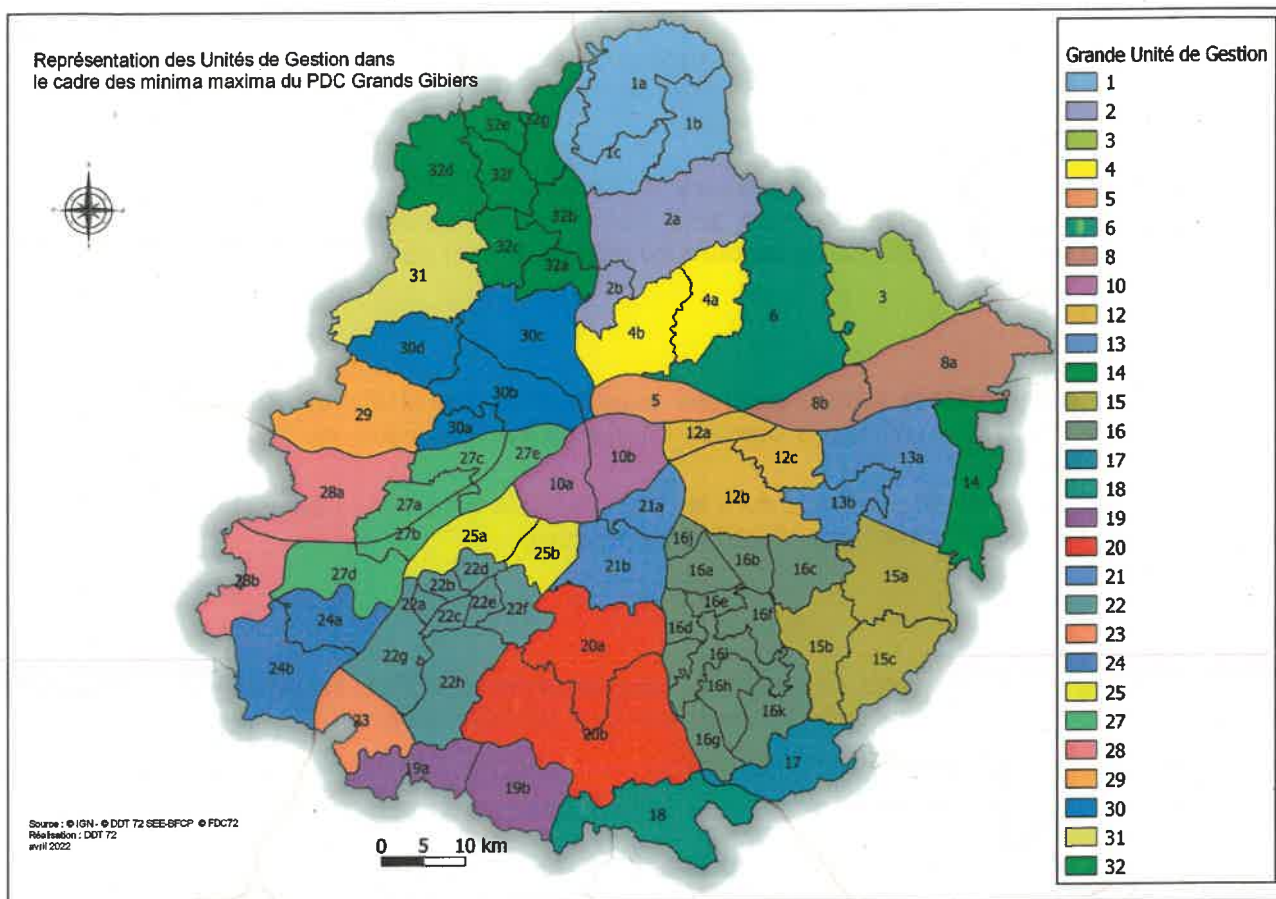 Représentation des Unités de Gestion dans
le cadre des minima maxima du PDC Grands Gibiers
Grande Unité de Gestion
1
2
3
4
5
6
8
10
12
13
14
15
16
17
18
19
20
21
22
23
24
25
27
28
29
30
31
32
1a
1b
1c
32g
32e
32d
32f
32b
32c
32a
2a
2b
31
4a
4b
6
3
30c
30d
30b
30a
8a
8b
5
29
12a
12c
12b
10b
10a
27c
27e
27a
27b
27d
28a
28b
13a
13b
14
21a
21b
25a
25b
16j
16a
16b
16c
16e
16f
16d
16i
16h
16k
16g
15a
15b
15c
22d
22b
22a
22c
22e
22f
22g
22h
24a
24b
20a
20b
23
19a
19b
17
18
Source : © IGN - © DDT 72 SEE-BFCP © FDC72
Réalisation : DDT 72
avril 2022
0 5 10 km